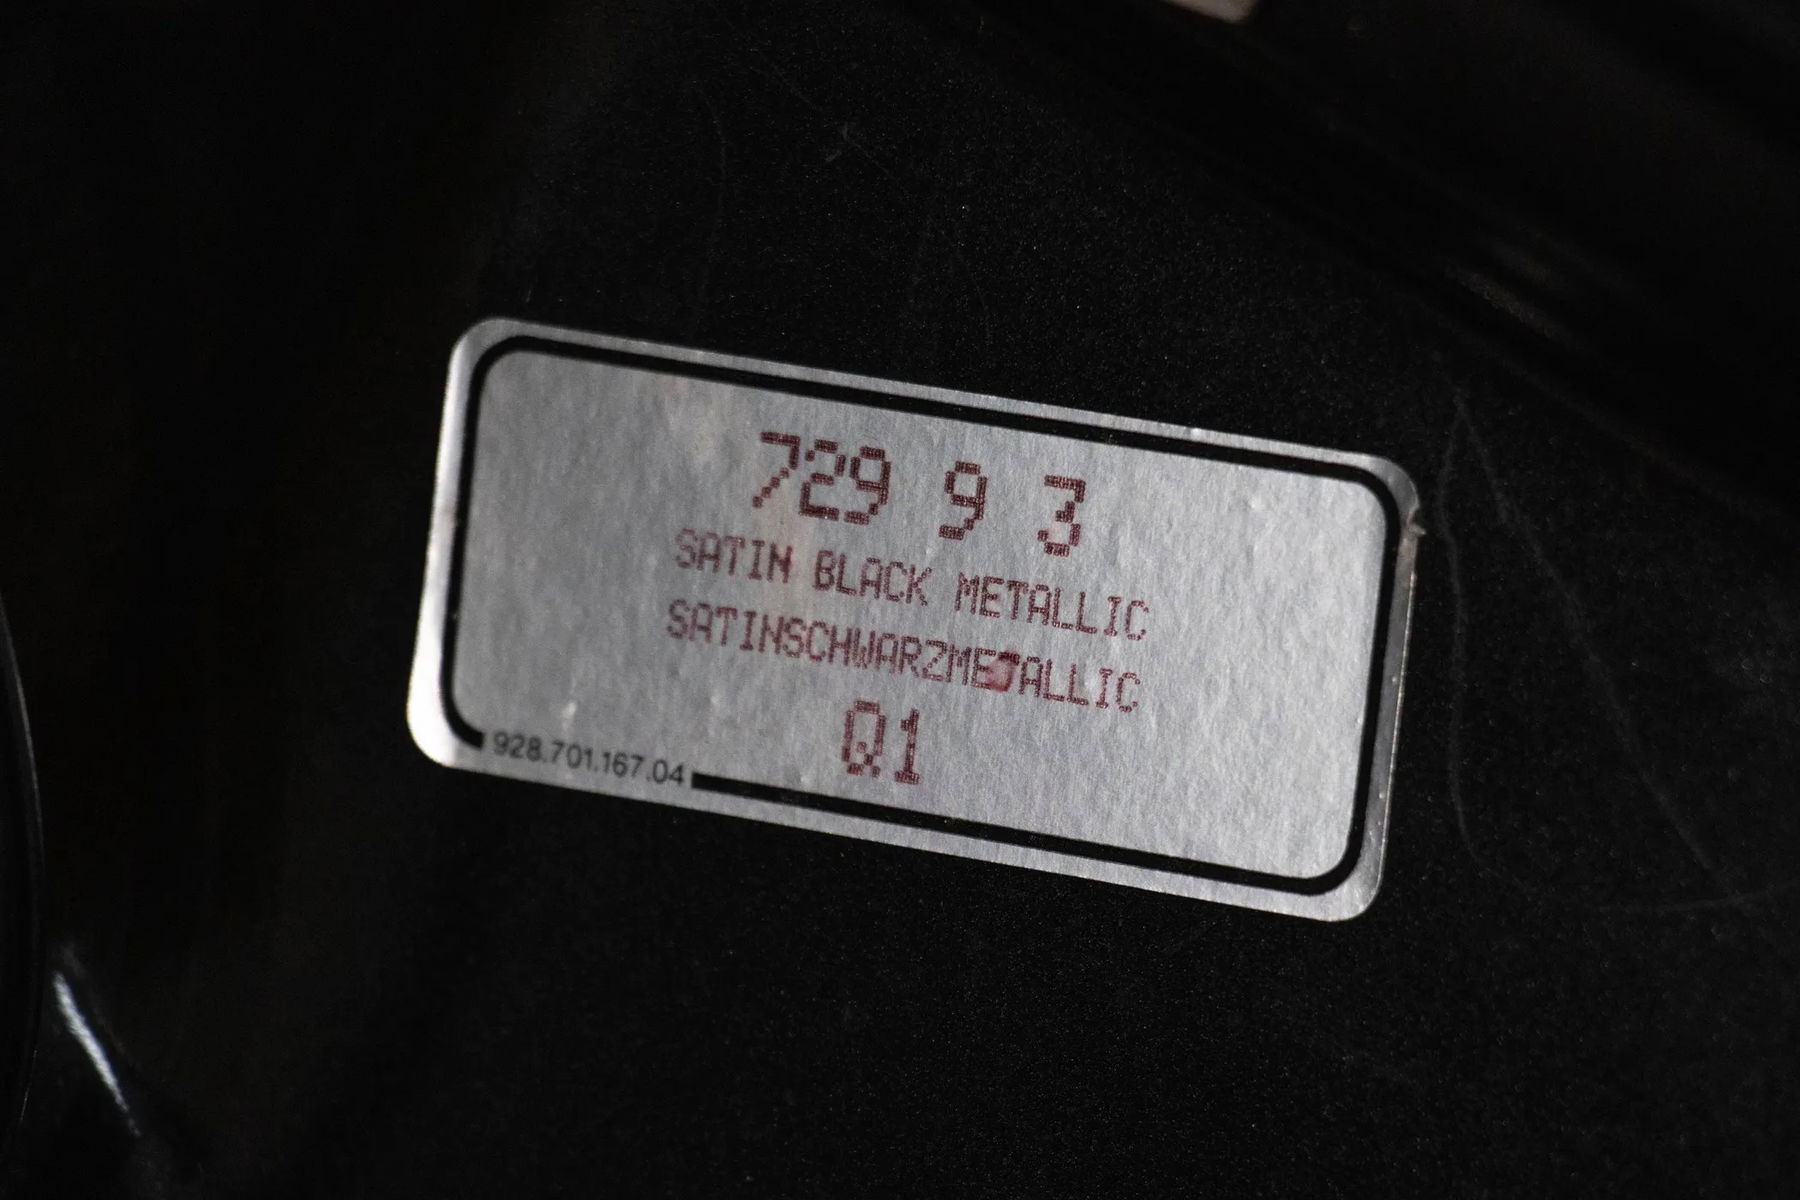 729 9 3
SATIN BLACK METALLIC
SATINSCHWARZMETALLIC
Q1
928.701.167.04